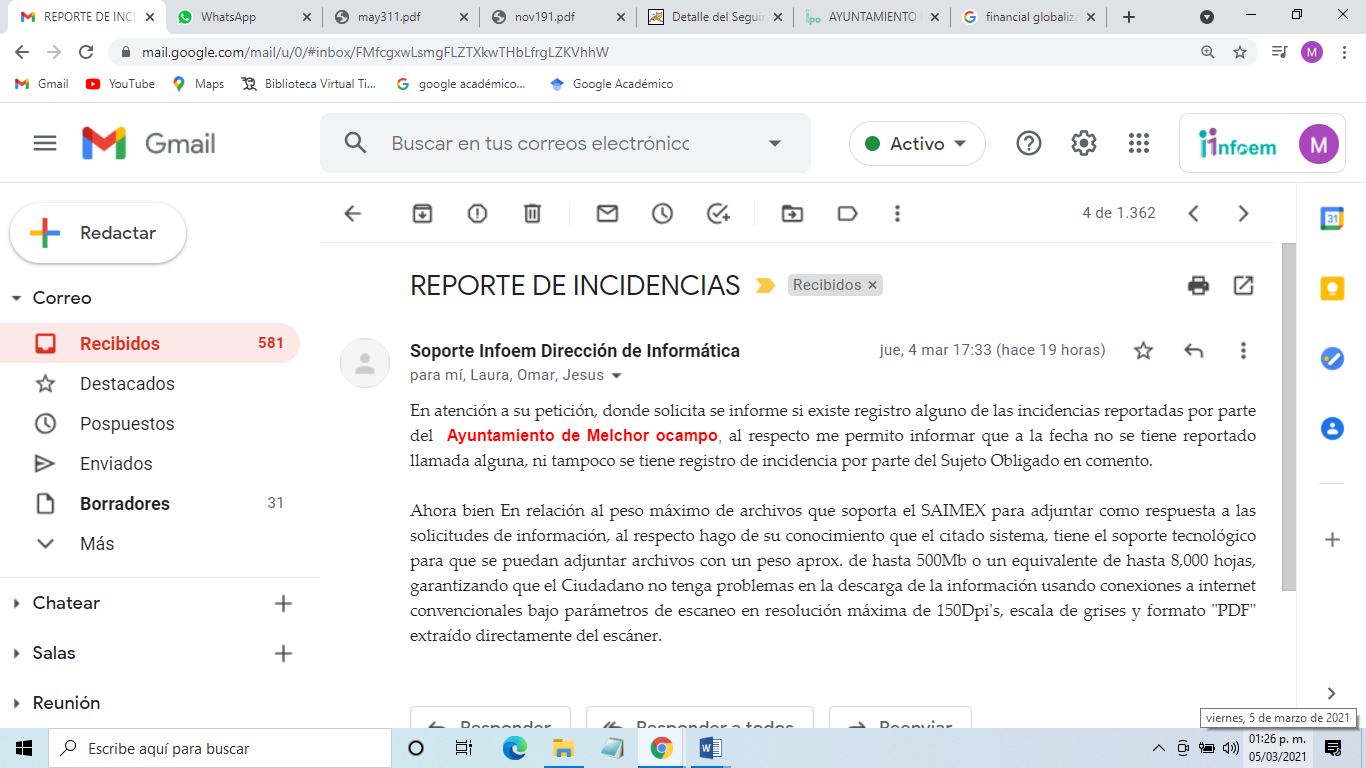 REPORTE DE INCI
WhatsApp
may311.pdf
nov191.pdf
Detalle del Segui
ipo AYUNTAMIENTO
financial globaliza
mail.google.com/mail/u/0/#inbox/FMfcgxwLsmgFLZTXkwTHbLfrgLZKVhhW
M
Gmail
YouTube
Maps
Biblioteca Virtual Ti...
google académico...
Google Académico
Gmail
Buscar en tus correos electrónicc
Activo
infoem
M
Redactar
4 de 1.362
31
Correo
Recibidos 581
Destacados
Pospuestos
Enviados
Borradores 31
Más
Chatear
Salas
Reunión
REPORTE DE INCIDENCIAS
Recibidos
Soporte Infoem Dirección de Informática
jue, 4 mar 17:33 (hace 19 horas)
para mí, Laura, Omar, Jesus
En atención a su petición, donde solicita se informe si existe registro alguno de las incidencias reportadas por parte
del Ayuntamiento de Melchor ocampo, al respecto me permito informar que a la fecha no se tiene reportado
llamada alguna, ni tampoco se tiene registro de incidencia por parte del Sujeto Obligado en comento.
Ahora bien En relación al peso máximo de archivos que soporta el SAIMEX para adjuntar como respuesta a las
solicitudes de información, al respecto hago de su conocimiento que el citado sistema, tiene el soporte tecnológico
para que se puedan adjuntar archivos con un peso aprox. de hasta 500Mb o un equivalente de hasta 8,000 hojas,
garantizando que el Ciudadano no tenga problemas en la descarga de la información usando conexiones a internet
convencionales bajo parámetros de escaneo en resolución máxima de 150Dpi's, escala de grises y formato "PDF"
extraído directamente del escáner.
Responder
Responder a todos
Reenviar
viernes, 5 de marzo de 2021
Escribe aquí para buscar
01:26 p. m.
05/03/2021